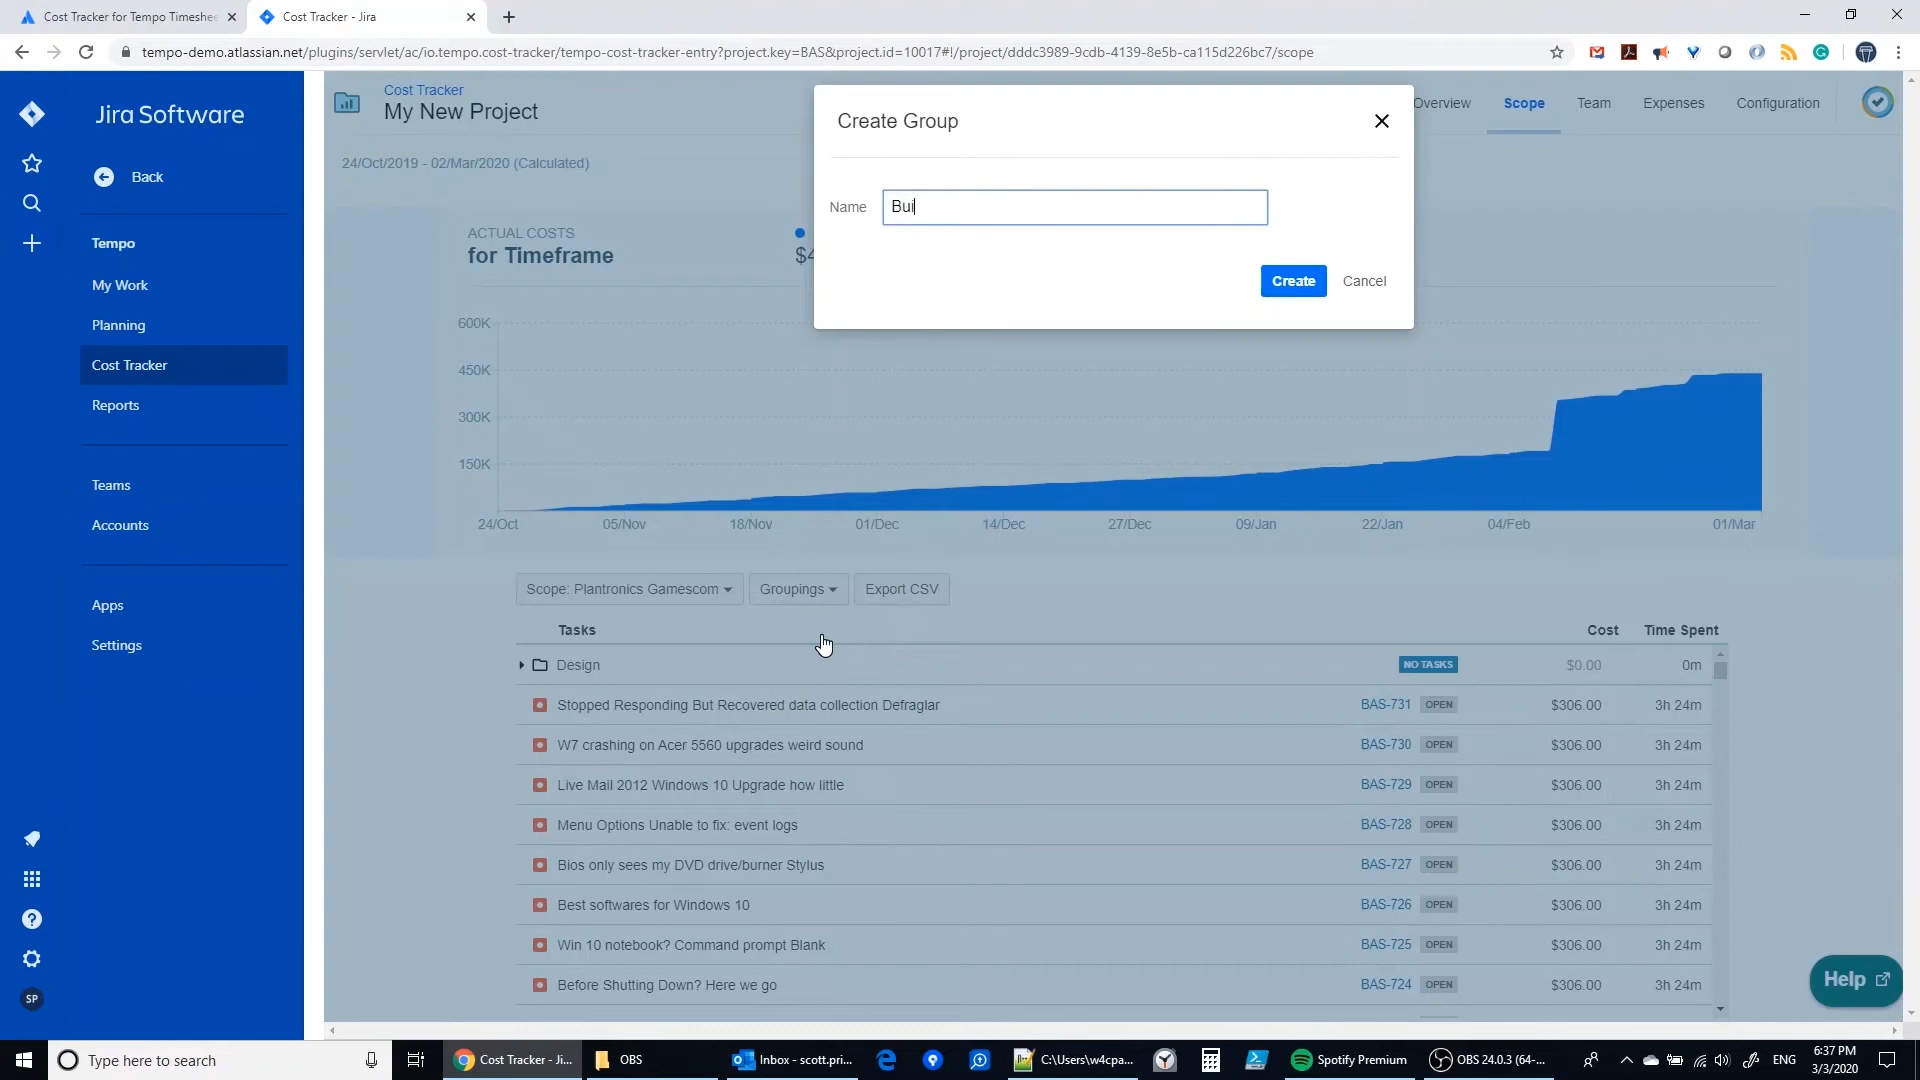 Cost Tracker for Tempo Timeshee
Cost Tracker - Jira
tempo-demo.atlassian.net/plugins/servlet/ac/io.tempo.cost-tracker/tempo-cost-tracker-entry?project.key=BAS&project.id=10017#!/project/dddc3989-9cdb-4139-8e5b-ca115d226bc7/scope
Jira Software
Back
Tempo
My Work
Planning
Cost Tracker
Reports
Teams
Accounts
Apps
Settings
SP
Cost Tracker
My New Project
Overview Scope Team Expenses Configuration
24/Oct/2019 - 02/Mar/2020 (Calculated)
Create Group
Name Bui
Create Cancel
ACTUAL COSTS
for Timeframe
$4
600K
450K
300K
150K
24/Oct 05/Nov 18/Nov 01/Dec 14/Dec 27/Dec 09/Jan 22/Jan 04/Feb 01/Mar
Scope: Plantronics Gamescom Groupings Export CSV
Tasks Cost Time Spent
Design NO TASKS $0.00 0m
Stopped Responding But Recovered data collection Defraglar BAS-731 OPEN $306.00 3h 24m
W7 crashing on Acer 5560 upgrades weird sound BAS-730 OPEN $306.00 3h 24m
Live Mail 2012 Windows 10 Upgrade how little BAS-729 OPEN $306.00 3h 24m
Menu Options Unable to fix: event logs BAS-728 OPEN $306.00 3h 24m
Bios only sees my DVD drive/burner Stylus BAS-727 OPEN $306.00 3h 24m
Best softwares for Windows 10 BAS-726 OPEN $306.00 3h 24m
Win 10 notebook? Command prompt Blank BAS-725 OPEN $306.00 3h 24m
Before Shutting Down? Here we go BAS-724 OPEN $306.00 3h 24m
Help
Type here to search
Cost Tracker - Ji...
OBS
Inbox - scott.pri...
C:\Users\w4cpa...
Spotify Premium
OBS 24.0.3 (64-...
ENG
6:37 PM
3/3/2020